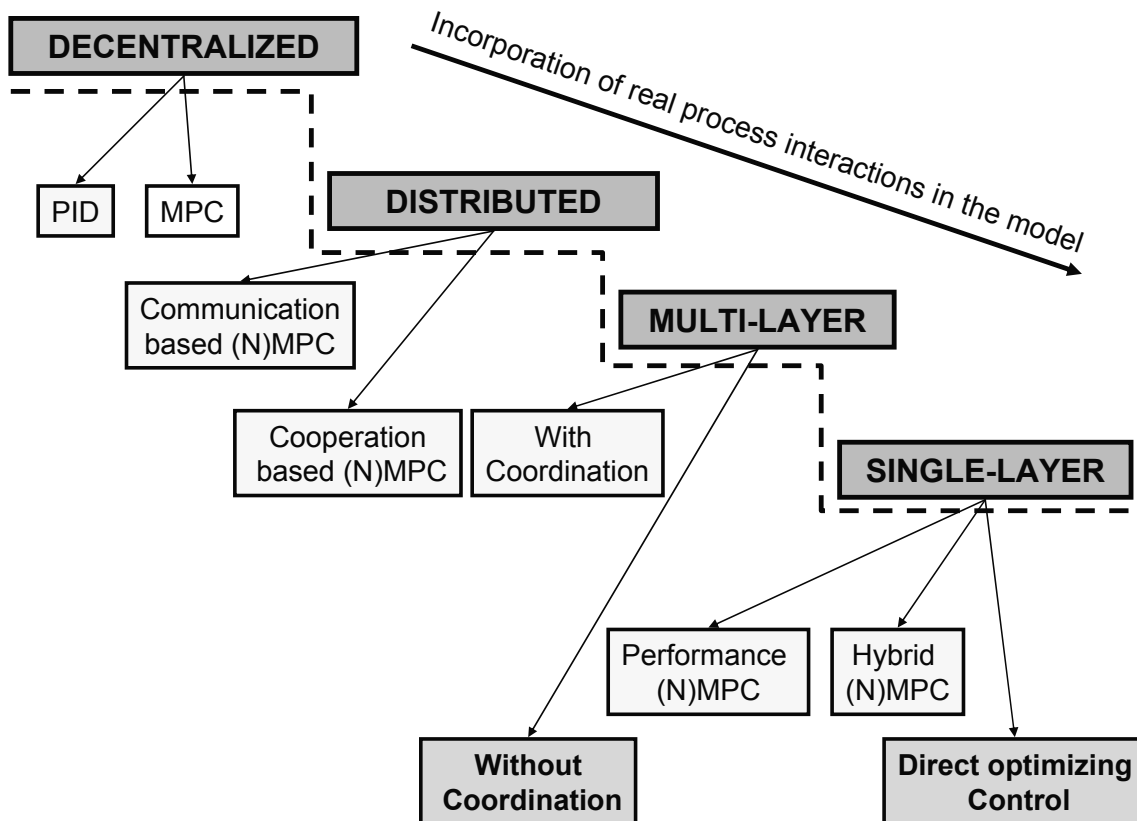 DECENTRALIZED
Incorporation of real process interactions in the model
PID
MPC
DISTRIBUTED
Communication
based (N)MPC
MULTI-LAYER
Cooperation
based (N)MPC
With
Coordination
SINGLE-LAYER
Performance
(N)MPC
Hybrid
(N)MPC
Without
Coordination
Direct optimizing
Control